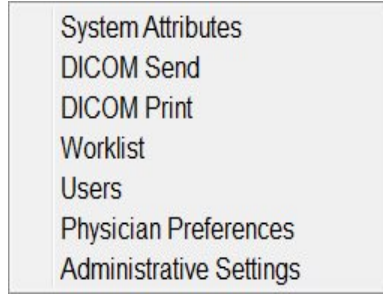 System Attributes
DICOM Send
DICOM Print
Worklist
Users
Physician Preferences
Administrative Settings